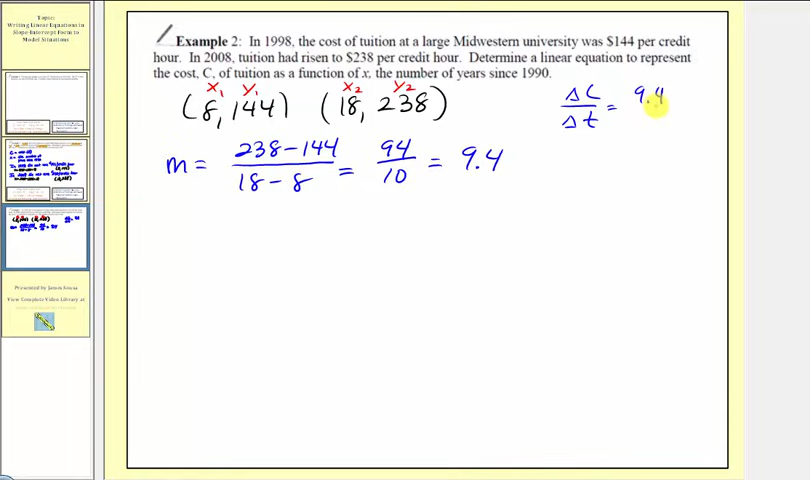 Topic:
Writing Linear Equations in
Slope-Intercept Form to
Model Situations
Example 2: In 1998, the cost of tuition at a large Midwestern university was $144 per credit
hour. In 2008, tuition had risen to $238 per credit hour. Determine a linear equation to represent
the cost, C, of tuition as a function of x, the number of years since 1990.
x₁ y₁ x₂ y₂
(8, 144) (18, 238)
ΔC/Δt = 9.4
m = (238 - 144)/(18 - 8) = 94/10 = 9.4
Presented by James Sousa
View Complete Video Library at